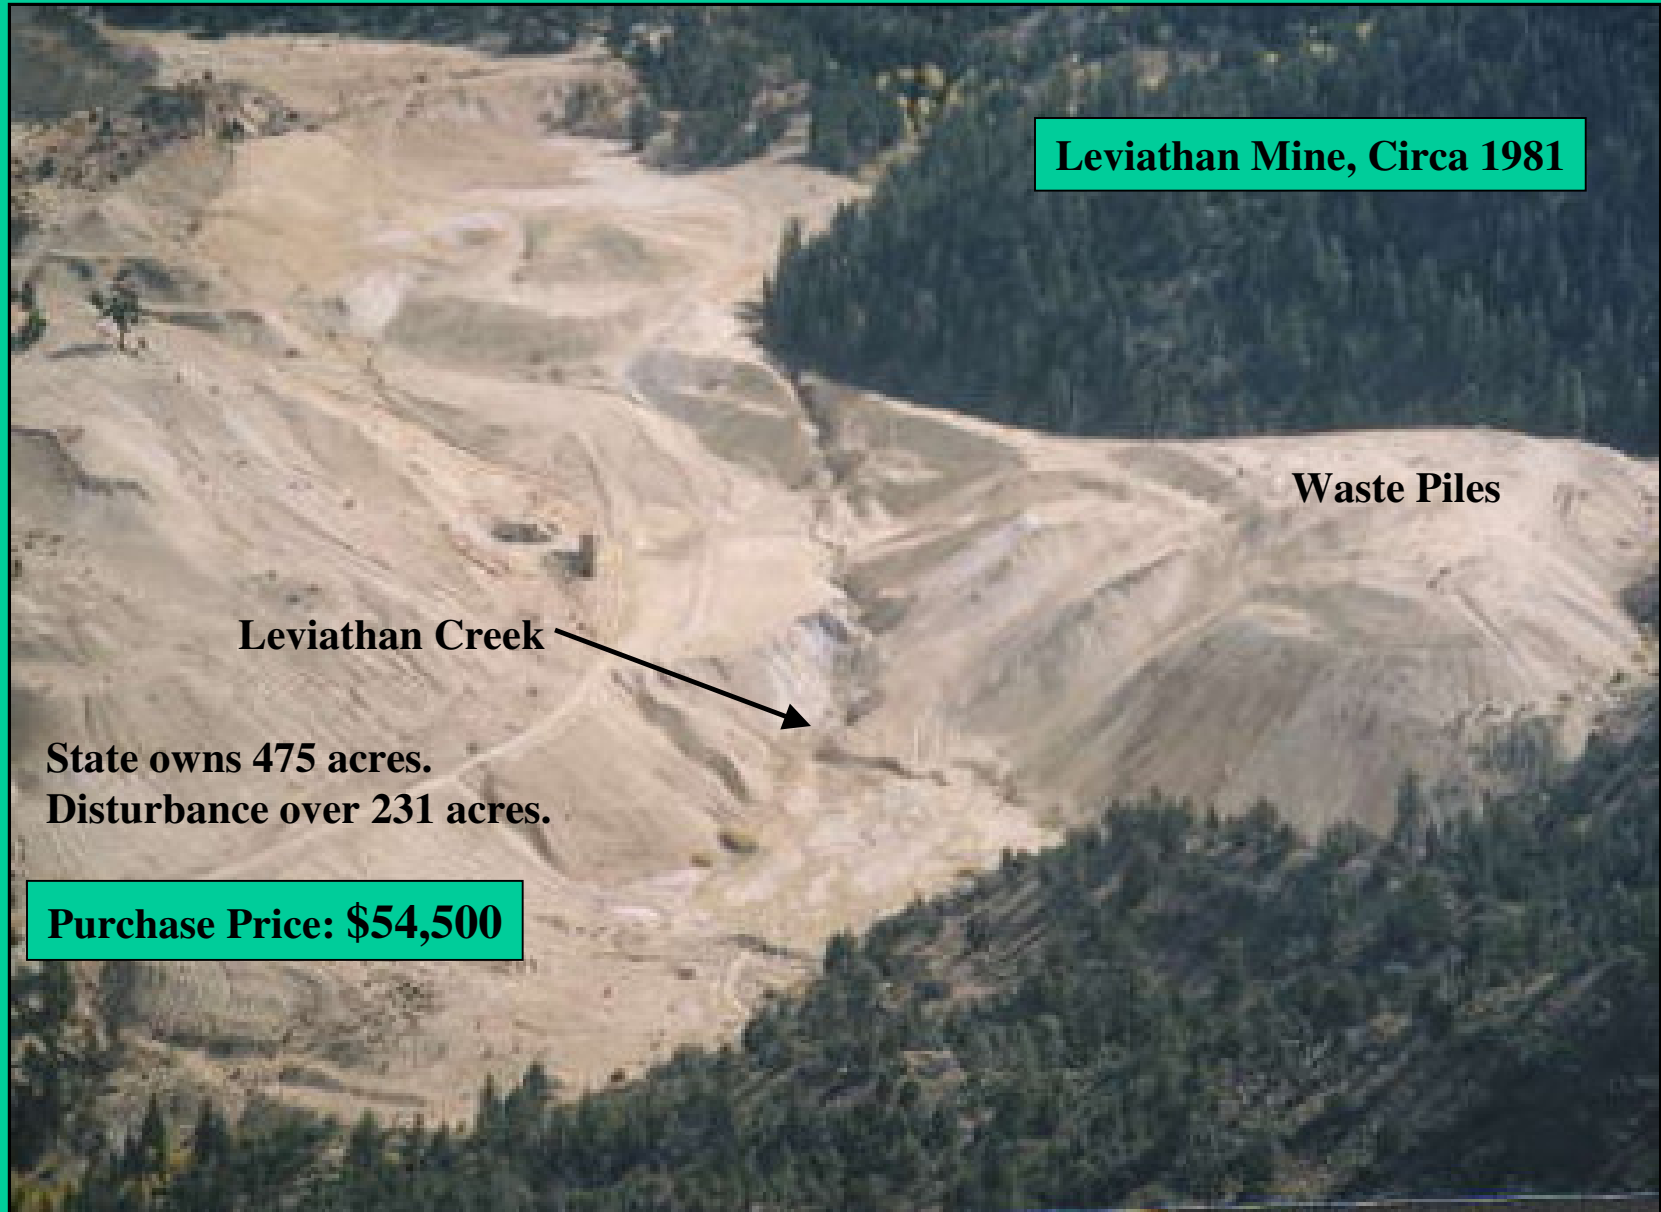 Leviathan Mine, Circa 1981
Waste Piles
Leviathan Creek
State owns 475 acres.
Disturbance over 231 acres.
Purchase Price: $54,500